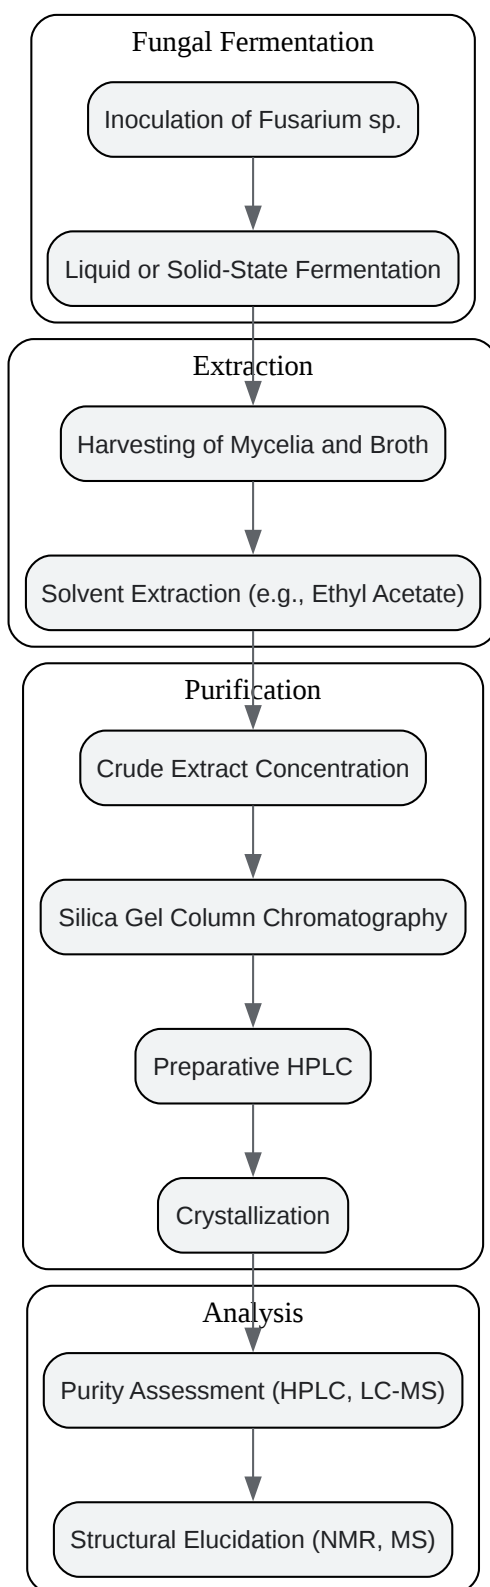 Fungal Fermentation
Inoculation of Fusarium sp.
Liquid or Solid-State Fermentation
Extraction
Harvesting of Mycelia and Broth
Solvent Extraction (e.g., Ethyl Acetate)
Purification
Crude Extract Concentration
Silica Gel Column Chromatography
Preparative HPLC
Crystallization
Analysis
Purity Assessment (HPLC, LC-MS)
Structural Elucidation (NMR, MS)